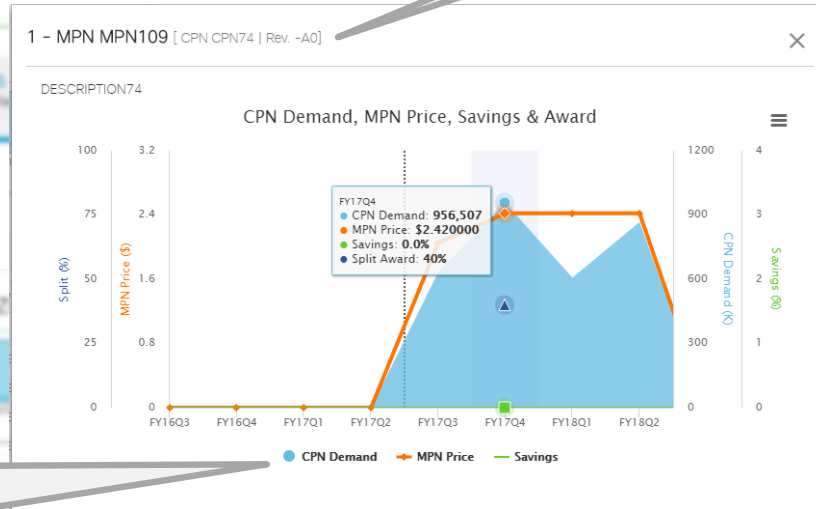 1 - MPN MPN109 [ CPN CPN74 | Rev. -A0]
DESCRIPTION74
CPN Demand, MPN Price, Savings & Award
100
75
50
25
0
Split (%)
3.2
2.4
1.6
0.8
0
MPN Price ($)
FY17Q4
CPN Demand: 956,507
MPN Price: $2.420000
Savings: 0.0%
Split Award: 40%
1200
900
600
300
0
CPN Demand (K)
4
3
2
1
0
Savings (%)
FY16Q3 FY16Q4 FY17Q1 FY17Q2 FY17Q3 FY17Q4 FY18Q1 FY18Q2
CPN Demand MPN Price Savings